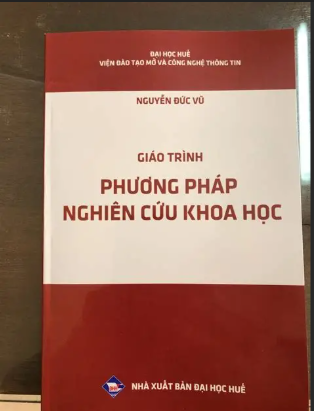 ĐẠI HỌC HUẾ
VIỆN ĐÀO TẠO MỞ VÀ CÔNG NGHỆ THÔNG TIN
NGUYỄN ĐỨC VŨ
GIÁO TRÌNH
PHƯƠNG PHÁP
NGHIÊN CỨU KHOA HỌC
NHÀ XUẤT BẢN ĐẠI HỌC HUẾ